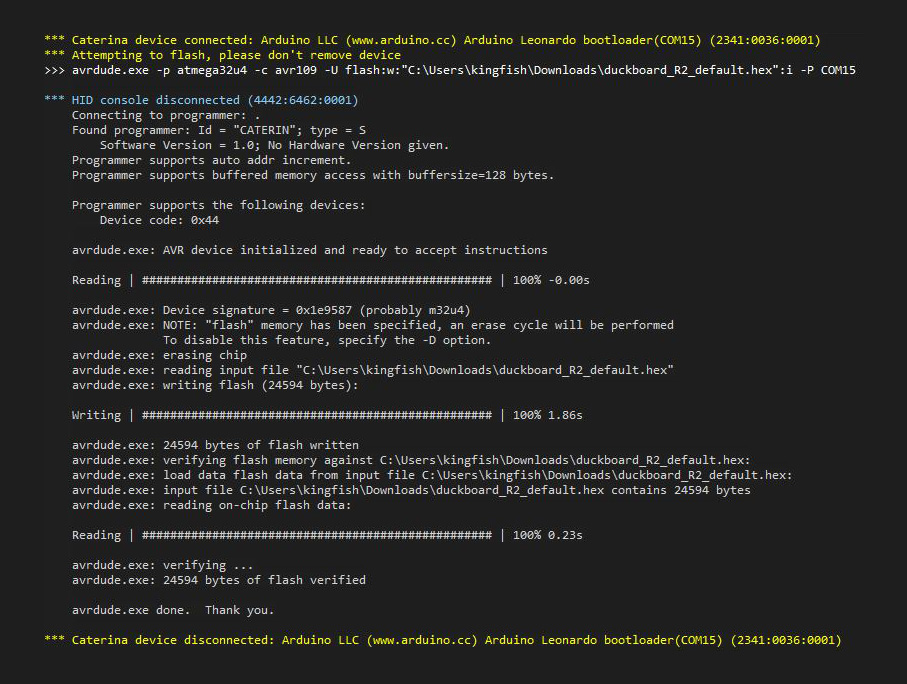 *** Caterina device connected: Arduino LLC (www.arduino.cc) Arduino Leonardo bootloader(COM15) (2341:0036:0001)
*** Attempting to flash, please don't remove device
>>> avrdude.exe -p atmega32u4 -c avr109 -U flash:w:"C:\Users\kingfish\Downloads\duckboard_R2_default.hex":i -P COM15
*** HID console disconnected (4442:6462:0001)
Connecting to programmer: .
Found programmer: Id = "CATERIN"; type = S
Software Version = 1.0; No Hardware Version given.
Programmer supports auto addr increment.
Programmer supports buffered memory access with buffersize=128 bytes.
Programmer supports the following devices:
Device code: 0x44
avrdude.exe: AVR device initialized and ready to accept instructions
Reading | ################################################## | 100% -0.00s
avrdude.exe: Device signature = 0x1e9587 (probably m32u4)
avrdude.exe: NOTE: "flash" memory has been specified, an erase cycle will be performed
To disable this feature, specify the -D option.
avrdude.exe: erasing chip
avrdude.exe: reading input file "C:\Users\kingfish\Downloads\duckboard_R2_default.hex"
avrdude.exe: writing flash (24594 bytes):
Writing | ################################################## | 100% 1.86s
avrdude.exe: 24594 bytes of flash written
avrdude.exe: verifying flash memory against C:\Users\kingfish\Downloads\duckboard_R2_default.hex:
avrdude.exe: load data flash data from input file C:\Users\kingfish\Downloads\duckboard_R2_default.hex:
avrdude.exe: input file C:\Users\kingfish\Downloads\duckboard_R2_default.hex contains 24594 bytes
avrdude.exe: reading on-chip flash data:
Reading | ################################################## | 100% 0.23s
avrdude.exe: verifying ...
avrdude.exe: 24594 bytes of flash verified
avrdude.exe done.  Thank you.
*** Caterina device disconnected: Arduino LLC (www.arduino.cc) Arduino Leonardo bootloader(COM15) (2341:0036:0001)